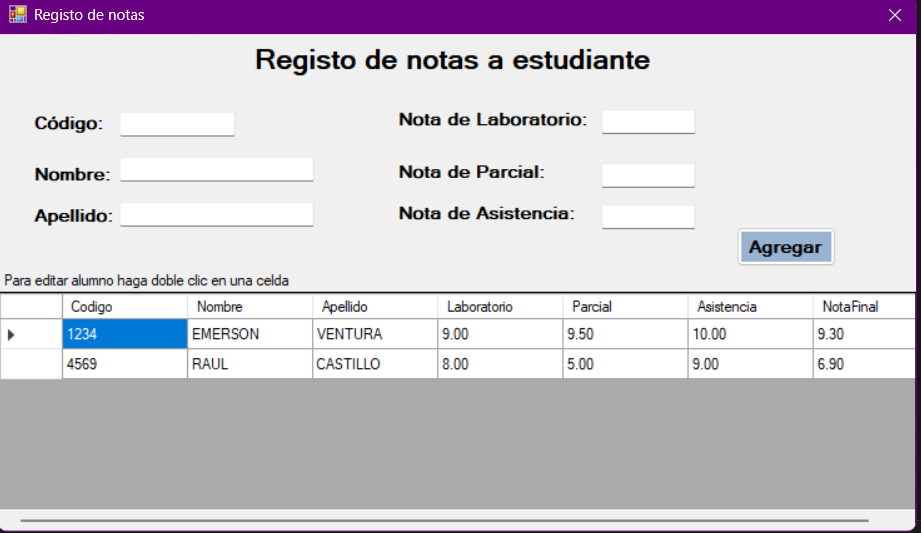 Registo de notas
Registo de notas a estudiante
Código:
Nota de Laboratorio:
Nombre:
Nota de Parcial:
Apellido:
Nota de Asistencia:
Agregar
Para editar alumno haga doble clic en una celda
Codigo Nombre Apellido Laboratorio Parcial Asistencia NotaFinal
1234 EMERSON VENTURA 9.00 9.50 10.00 9.30
4569 RAUL CASTILLO 8.00 5.00 9.00 6.90